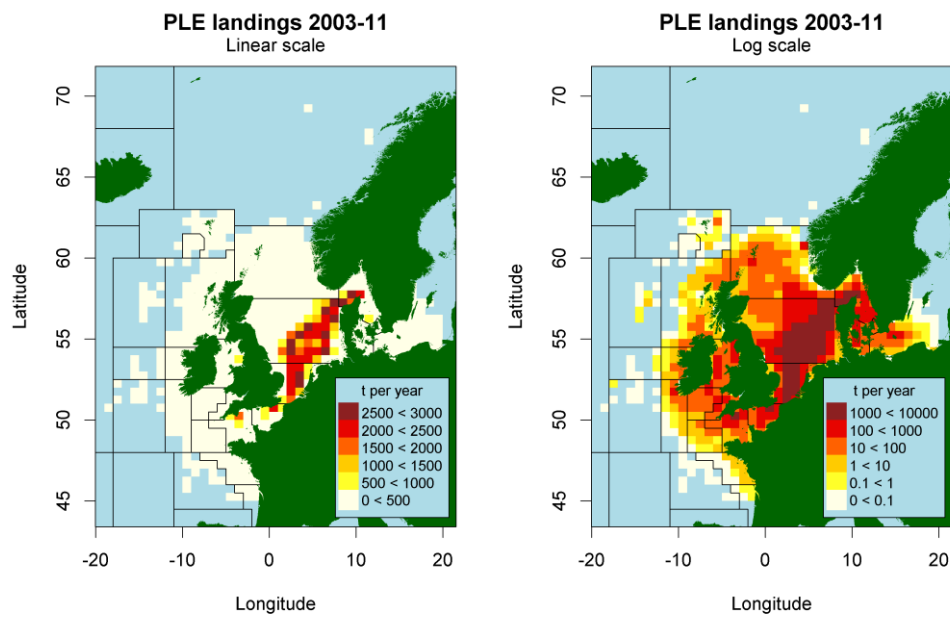 PLE landings 2003-11
Linear scale
70
65
60
55
50
45
Latitude
-20
-10
0
10
20
Longitude
t per year
2500 < 3000
2000 < 2500
1500 < 2000
1000 < 1500
500 < 1000
0 < 500
PLE landings 2003-11
Log scale
70
65
60
55
50
45
Latitude
-20
-10
0
10
20
Longitude
t per year
1000 < 10000
100 < 1000
10 < 100
1 < 10
0.1 < 1
0 < 0.1